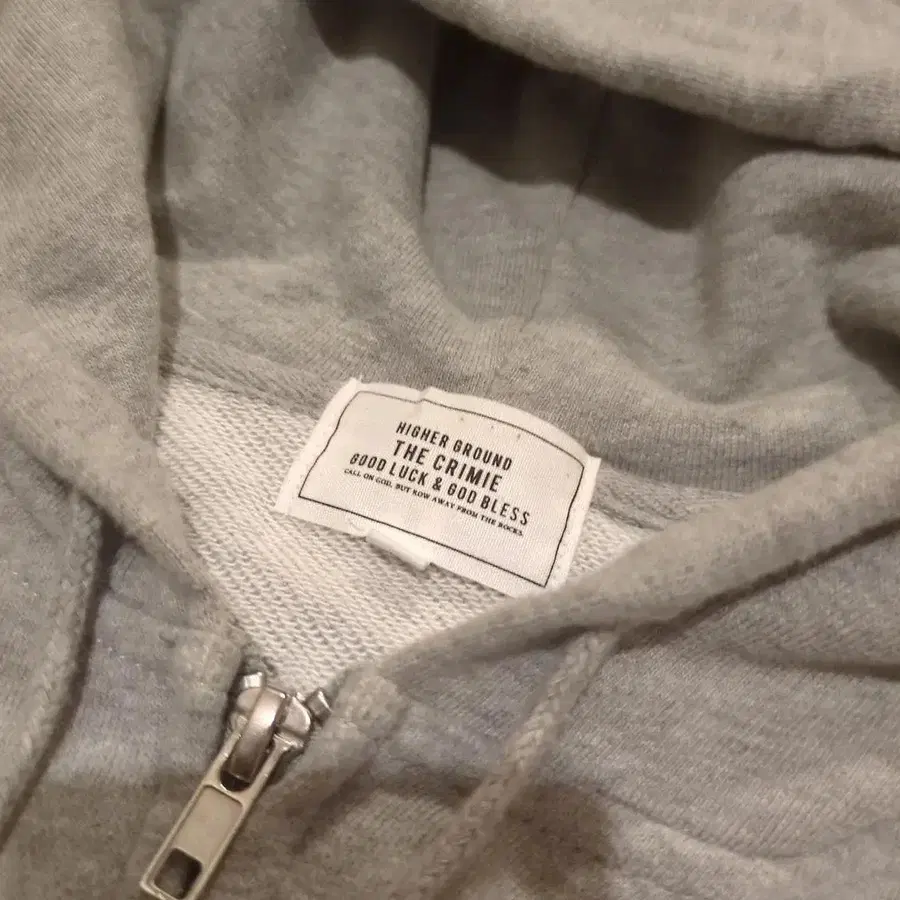 HIGHER GROUND
THE CRIMIE
GOOD LUCK & GOD BLESS
CALL ON GOD, BUT ROW AWAY FROM THE ROCKS.